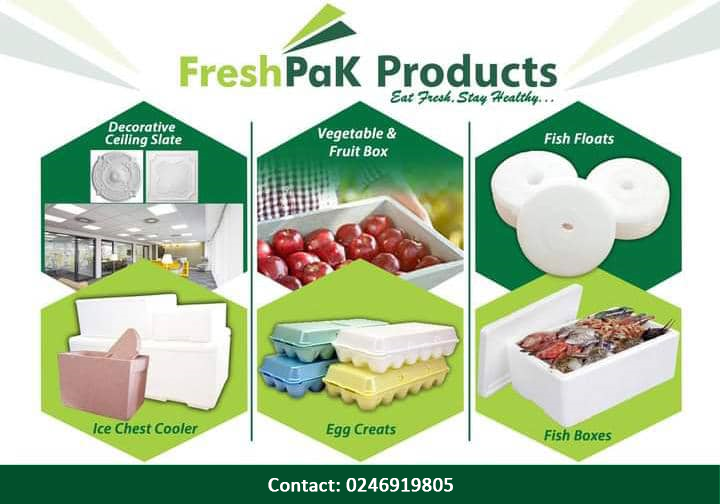 FreshPaK Products
Eat Fresh, Stay Healthy...
Decorative
Ceiling Slate
Vegetable &
Fruit Box
Fish Floats
Ice Chest Cooler
Egg Creats
Fish Boxes
Contact: 0246919805